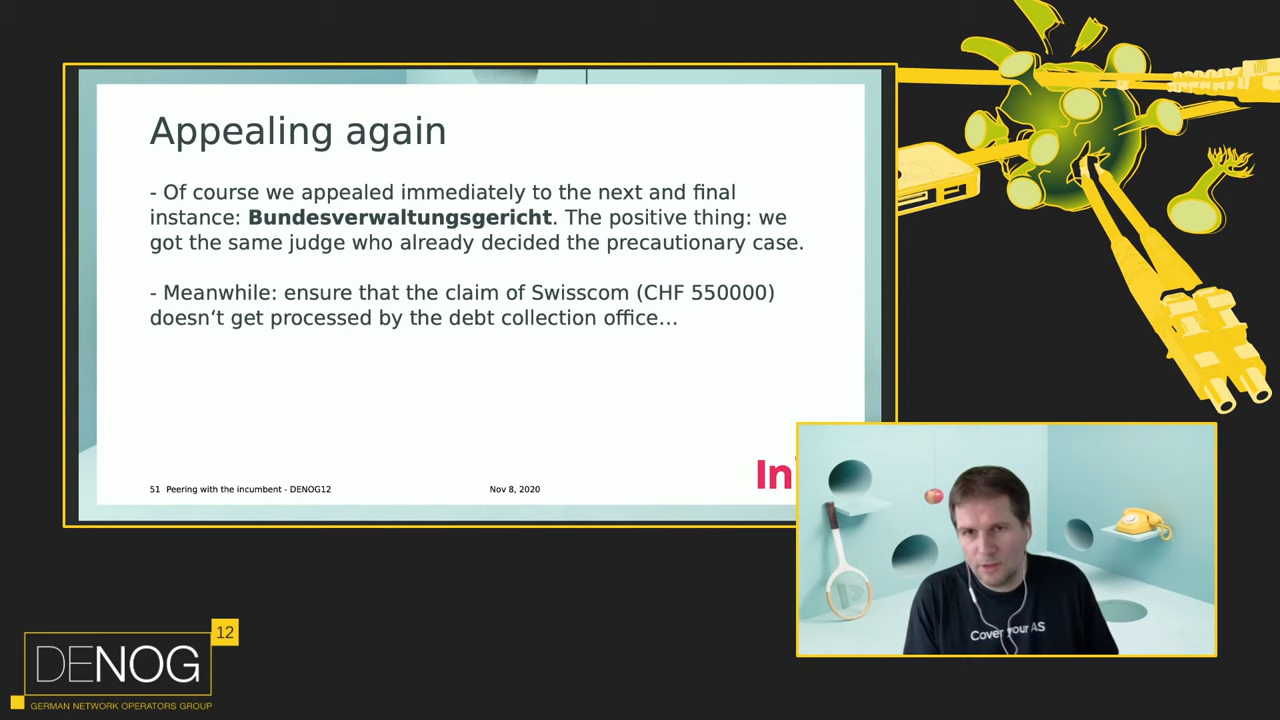 Appealing again
- Of course we appealed immediately to the next and final
instance: Bundesverwaltungsgericht. The positive thing: we
got the same judge who already decided the precautionary case.
- Meanwhile: ensure that the claim of Swisscom (CHF 550000)
doesn‘t get processed by the debt collection office…
51 Peering with the incumbent - DENOG12
Nov 8, 2020
Cover your AS
12
DENOG
GERMAN NETWORK OPERATORS GROUP